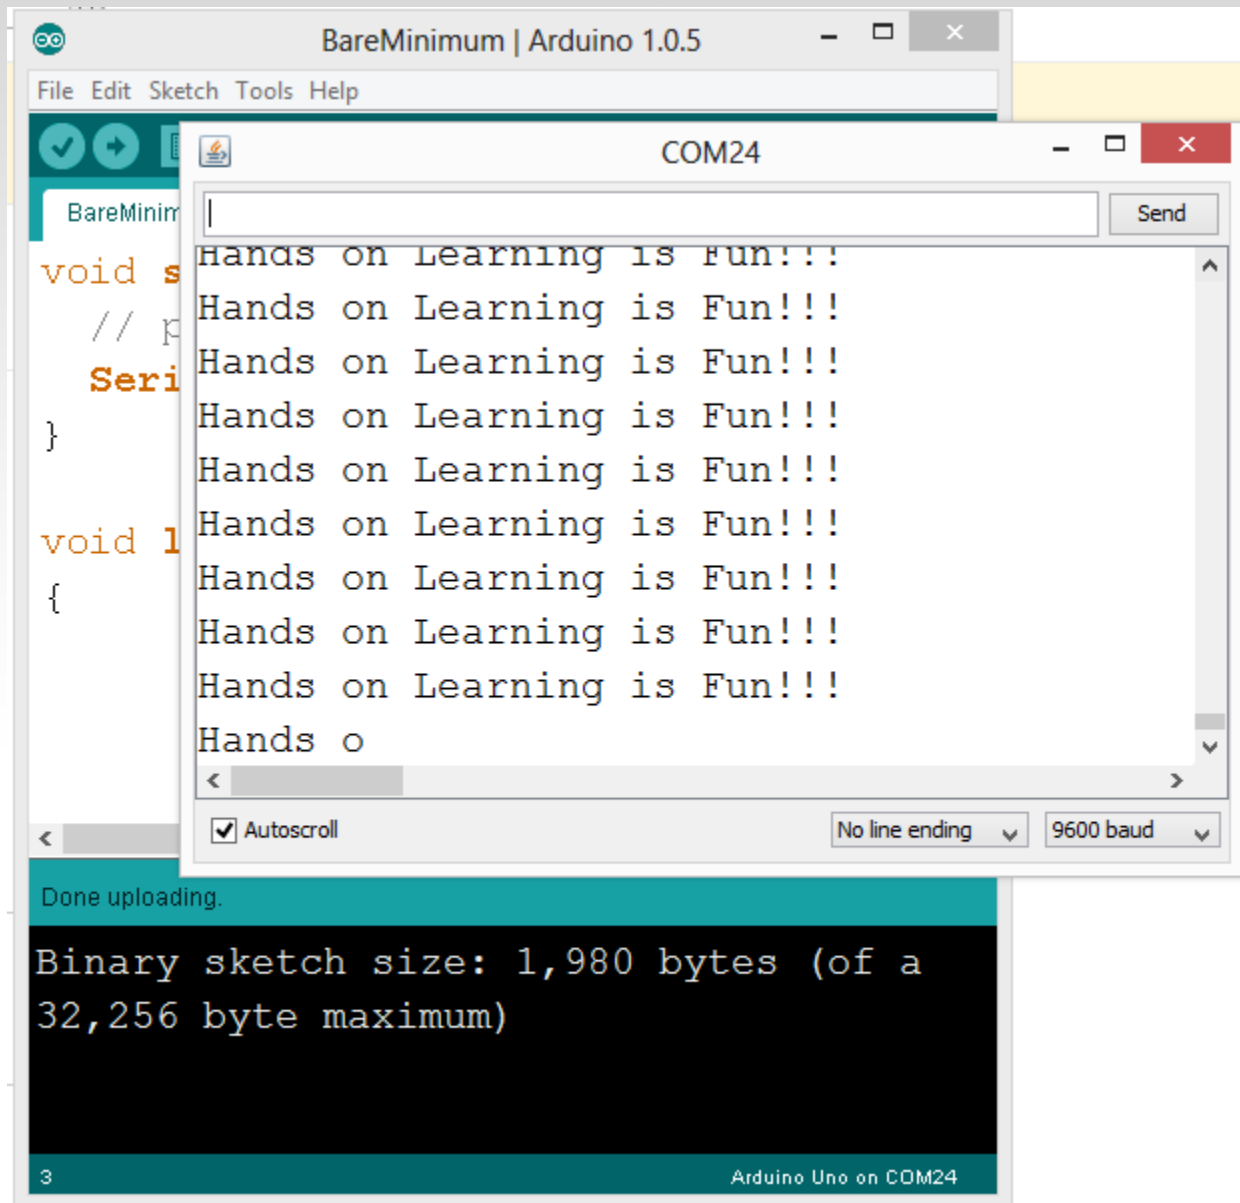 BareMinimum | Arduino 1.0.5
File Edit Sketch Tools Help
COM24
BareMinim
Send
void s
// p
Seri
}
void l
{
Hands on Learning is Fun!!!
Hands on Learning is Fun!!!
Hands on Learning is Fun!!!
Hands on Learning is Fun!!!
Hands on Learning is Fun!!!
Hands on Learning is Fun!!!
Hands on Learning is Fun!!!
Hands on Learning is Fun!!!
Hands on Learning is Fun!!!
Hands o
Autoscroll
No line ending
9600 baud
Done uploading.
Binary sketch size: 1,980 bytes (of a
32,256 byte maximum)
3
Arduino Uno on COM24